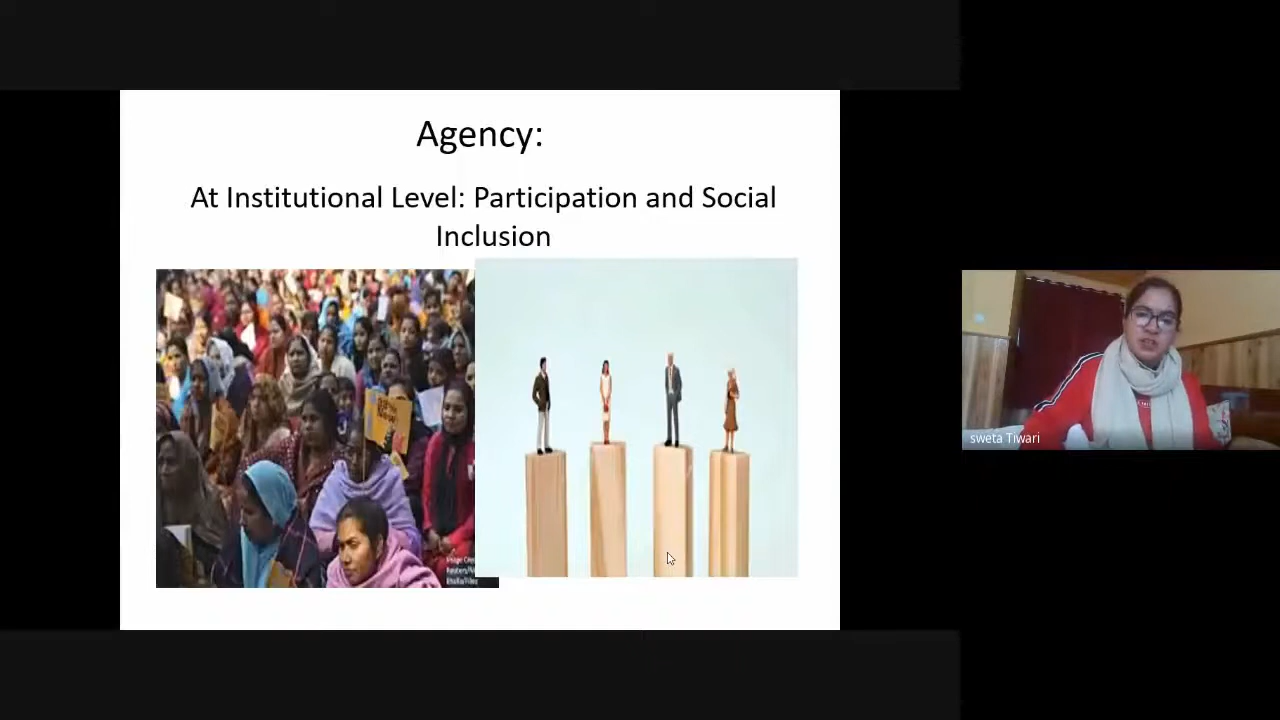 Agency:
At Institutional Level: Participation and Social
Inclusion
sweta Tiwari